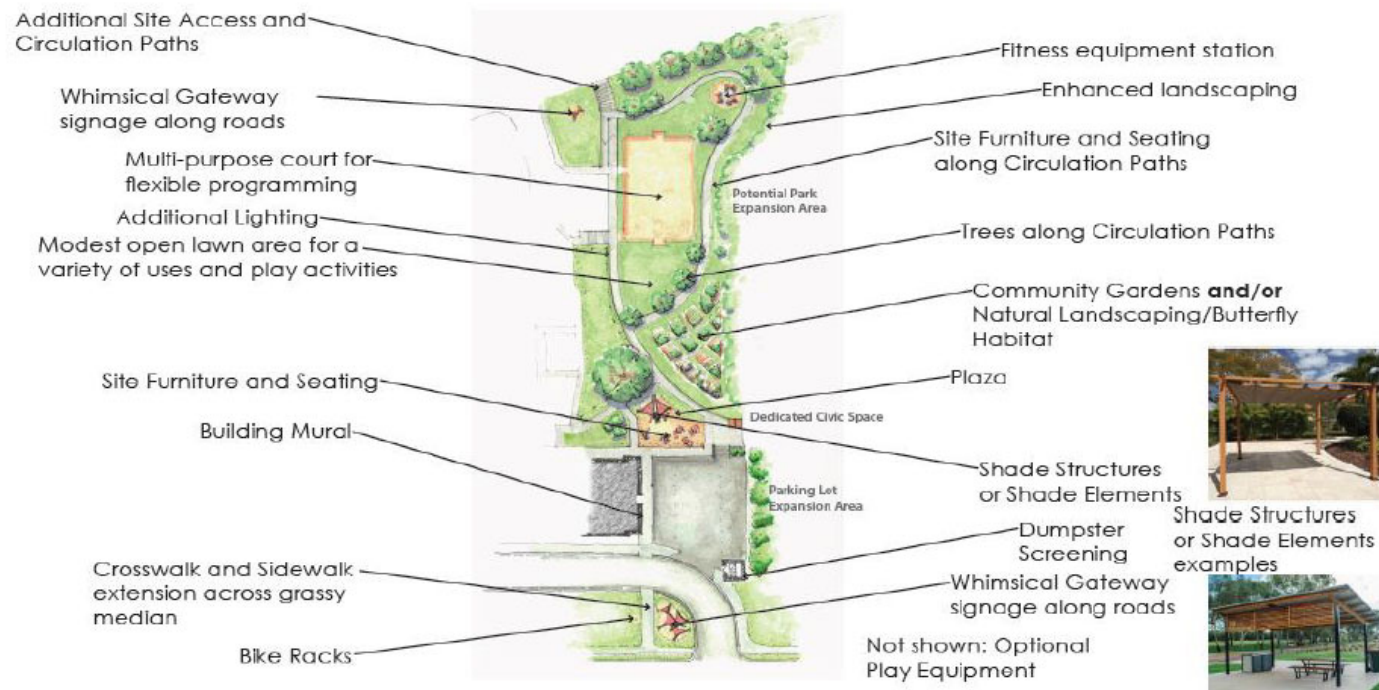 Additional Site Access and
Circulation Paths
Whimsical Gateway
signage along roads
Multi-purpose court for
flexible programming
Additional Lighting
Modest open lawn area for a
variety of uses and play activities
Site Furniture and Seating
Building Mural
Crosswalk and Sidewalk
extension across grassy
median
Bike Racks
Potential Park
Expansion Area
Dedicated Civic Space
Parking Lot
Expansion Area
Fitness equipment station
Enhanced landscaping
Site Furniture and Seating
along Circulation Paths
Trees along Circulation Paths
Community Gardens and/or
Natural Landscaping/Butterfly
Habitat
Plaza
Shade Structures
or Shade Elements
Dumpster
Screening
Whimsical Gateway
signage along roads
Not shown: Optional
Play Equipment
Shade Structures
or Shade Elements
examples